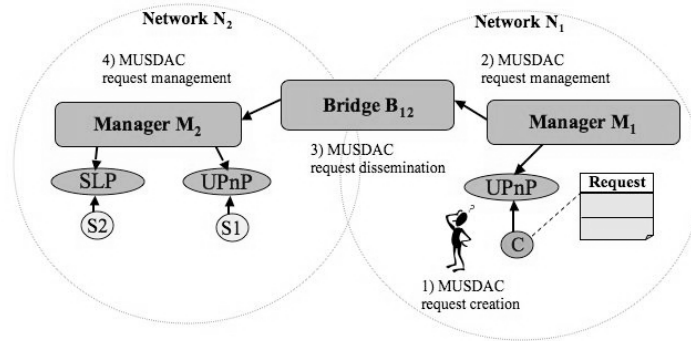 Network N₂
Network N₁
4) MUSDAC
request management
2) MUSDAC
request management
Bridge B₁₂
Manager M₂
Manager M₁
3) MUSDAC
request dissemination
SLP
UPnP
UPnP
Request
S2
S1
C
?
1) MUSDAC
request creation